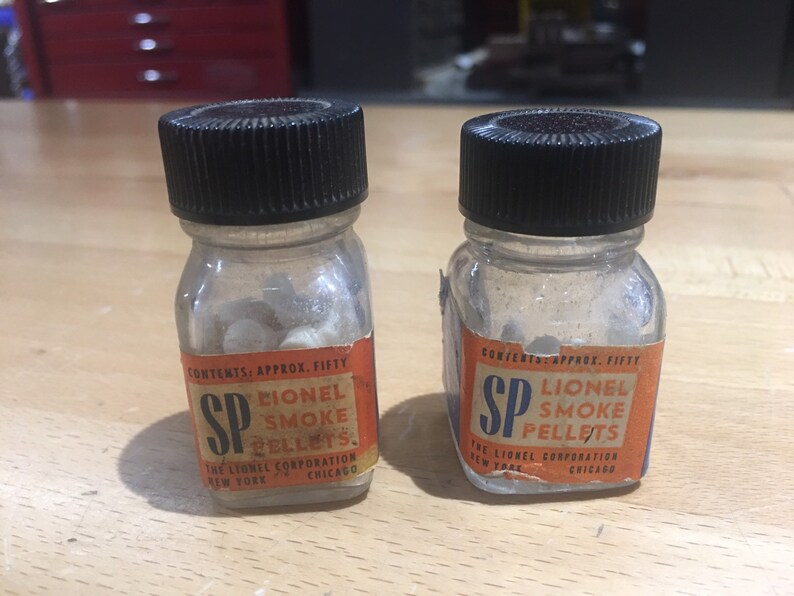 CONTENTS: APPROX. FIFTY
SP LIONEL
SMOKE
PELLETS
THE LIONEL CORPORATION
NEW YORK CHICAGO
CONTENTS: APPROX. FIFTY
SP LIONEL
SMOKE
PELLETS
THE LIONEL CORPORATION
NEW YORK CHICAGO